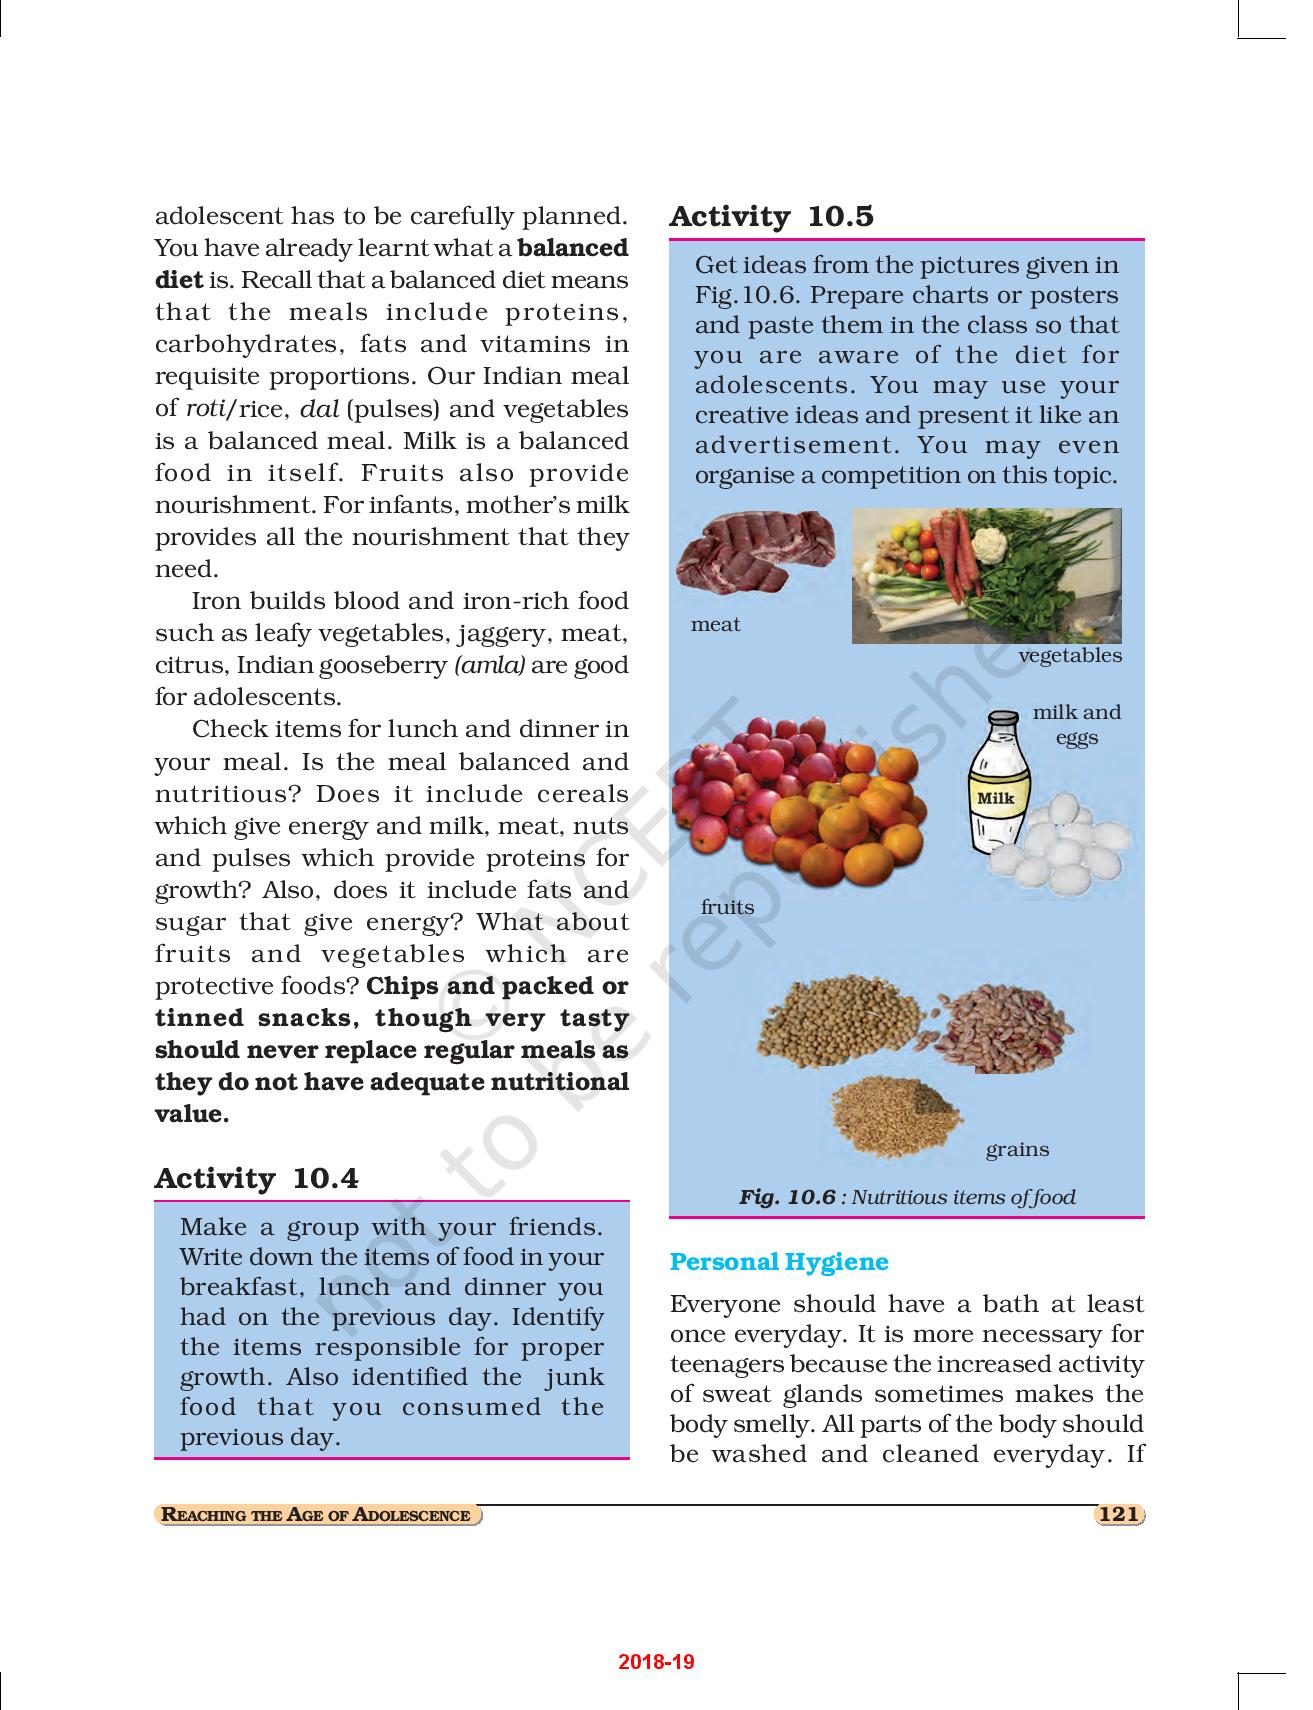 adolescent has to be carefully planned.
You have already learnt what a balanced
diet is. Recall that a balanced diet means
that the meals include proteins,
carbohydrates, fats and vitamins in
requisite proportions. Our Indian meal
of roti/rice, dal (pulses) and vegetables
is a balanced meal. Milk is a balanced
food in itself. Fruits also provide
nourishment. For infants, mother's milk
provides all the nourishment that they
need.
Iron builds blood and iron-rich food
such as leafy vegetables, jaggery, meat,
citrus, Indian gooseberry (amla) are good
for adolescents.
Check items for lunch and dinner in
your meal. Is the meal balanced and
nutritious? Does it include cereals
which give energy and milk, meat, nuts
and pulses which provide proteins for
growth? Also, does it include fats and
sugar that give energy? What about
fruits and vegetables which are
protective foods? Chips and packed or
tinned snacks, though very tasty
should never replace regular meals as
they do not have adequate nutritional
value.
Activity 10.4
Make a group with your friends.
Write down the items of food in your
breakfast, lunch and dinner you
had on the previous day. Identify
the items responsible for proper
growth. Also identified the junk
food that you consumed the
previous day.
Activity 10.5
Get ideas from the pictures given in
Fig.10.6. Prepare charts or posters
and paste them in the class so that
you are aware of the diet for
adolescents. You may use your
creative ideas and present it like an
advertisement. You may even
organise a competition on this topic.
meat
vegetables
milk and
eggs
Milk
fruits
grains
Fig. 10.6 : Nutritious items of food
Personal Hygiene
Everyone should have a bath at least
once everyday. It is more necessary for
teenagers because the increased activity
of sweat glands sometimes makes the
body smelly. All parts of the body should
be washed and cleaned everyday. If
© NCERT
not to be republishe
REACHING THE AGE OF ADOLESCENCE
121
2018-19